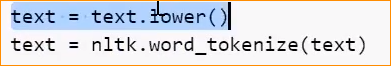 text = text.lower()
text = nltk.word_tokenize(text)